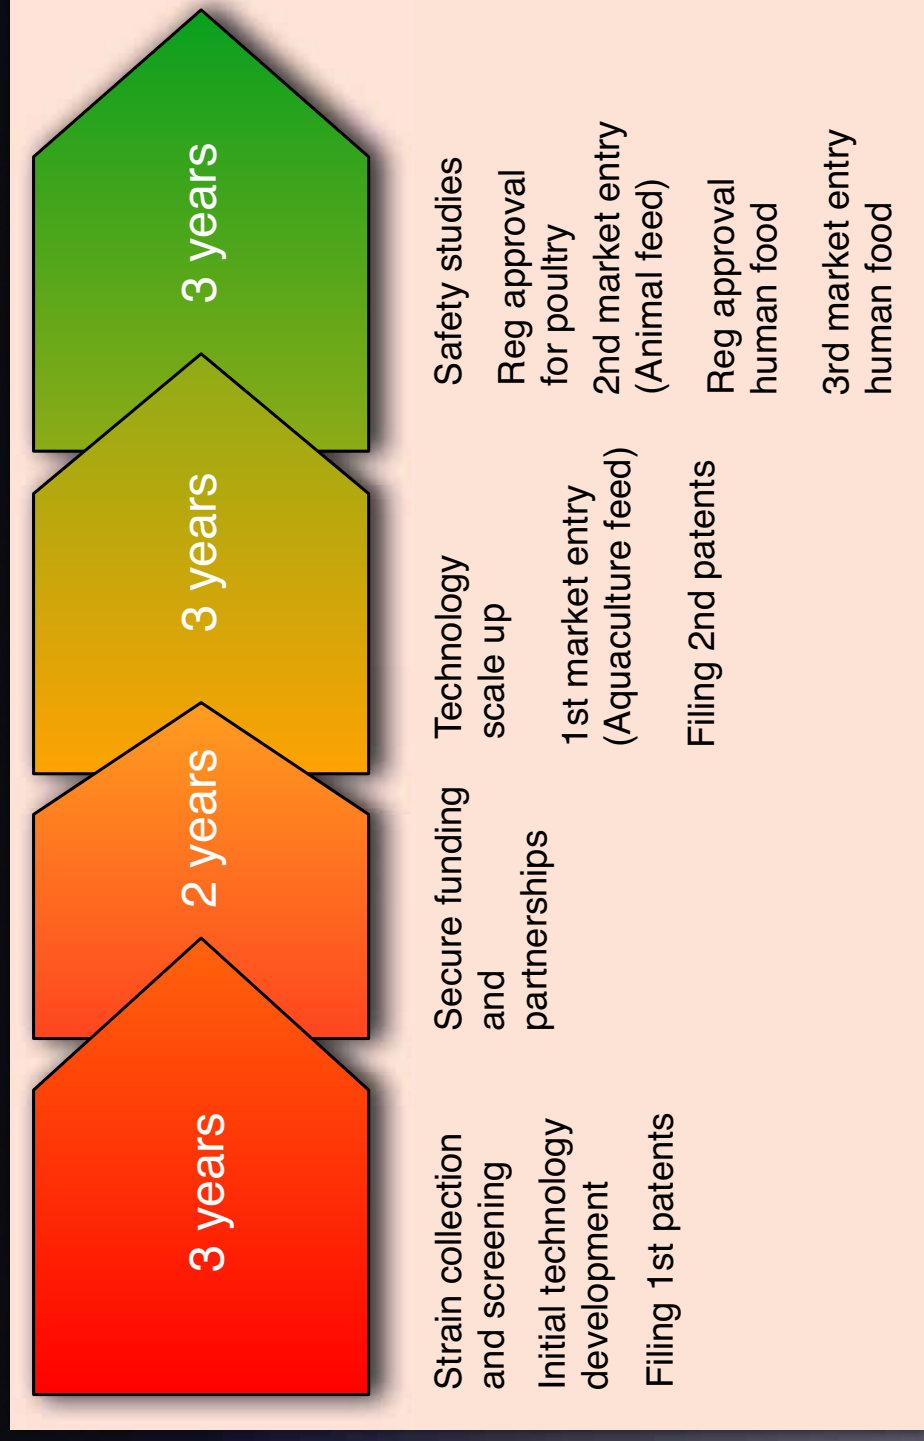 3 years
Strain collection
and screening
Initial technology
development
Filing 1st patents
2 years
Secure funding
and
partnerships
3 years
Technology
scale up
1st market entry
(Aquaculture feed)
Filing 2nd patents
3 years
Safety studies
Reg approval
for poultry
2nd market entry
(Animal feed)
Reg approval
human food
3rd market entry
human food